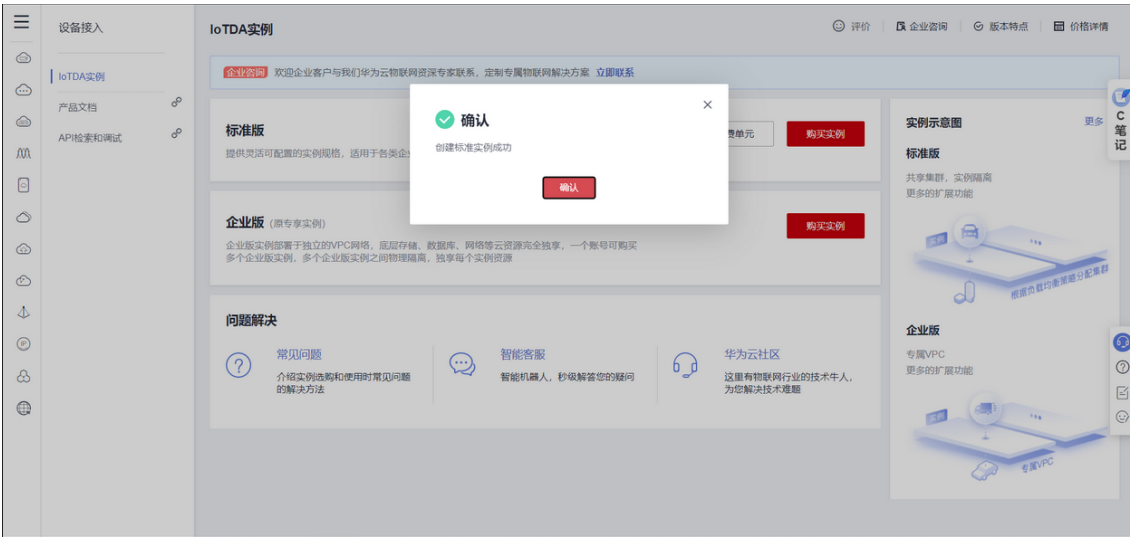 设备接入
IoTDA实例
产品文档
API检索和调试
IoTDA实例
评价
企业咨询
版本特点
价格详情
企业咨询 欢迎企业客户与我们华为云物联网资深专家联系，定制专属物联网解决方案 立即联系
标准版
提供灵活可配置的实例规格，适用于各类企
费单元
购买实例
确认
创建标准实例成功
确认
企业版 (原专享实例)
企业版实例部署于独立的VPC网络，底层存储、数据库、网络等云资源完全独享，一个账号可购买
多个企业版实例，多个企业版实例之间物理隔离，独享每个实例资源
购买实例
问题解决
常见问题
介绍实例选购和使用时常见问题
的解决方法
智能客服
智能机器人，秒级解答您的疑问
华为云社区
这里有物联网行业的技术牛人，
为您解决技术难题
实例示意图
更多
标准版
共享集群，实例隔离
更多的扩展功能
实例
根据负载均衡策略分配集群
企业版
专属VPC
更多的扩展功能
实例
专属VPC
C
笔
记